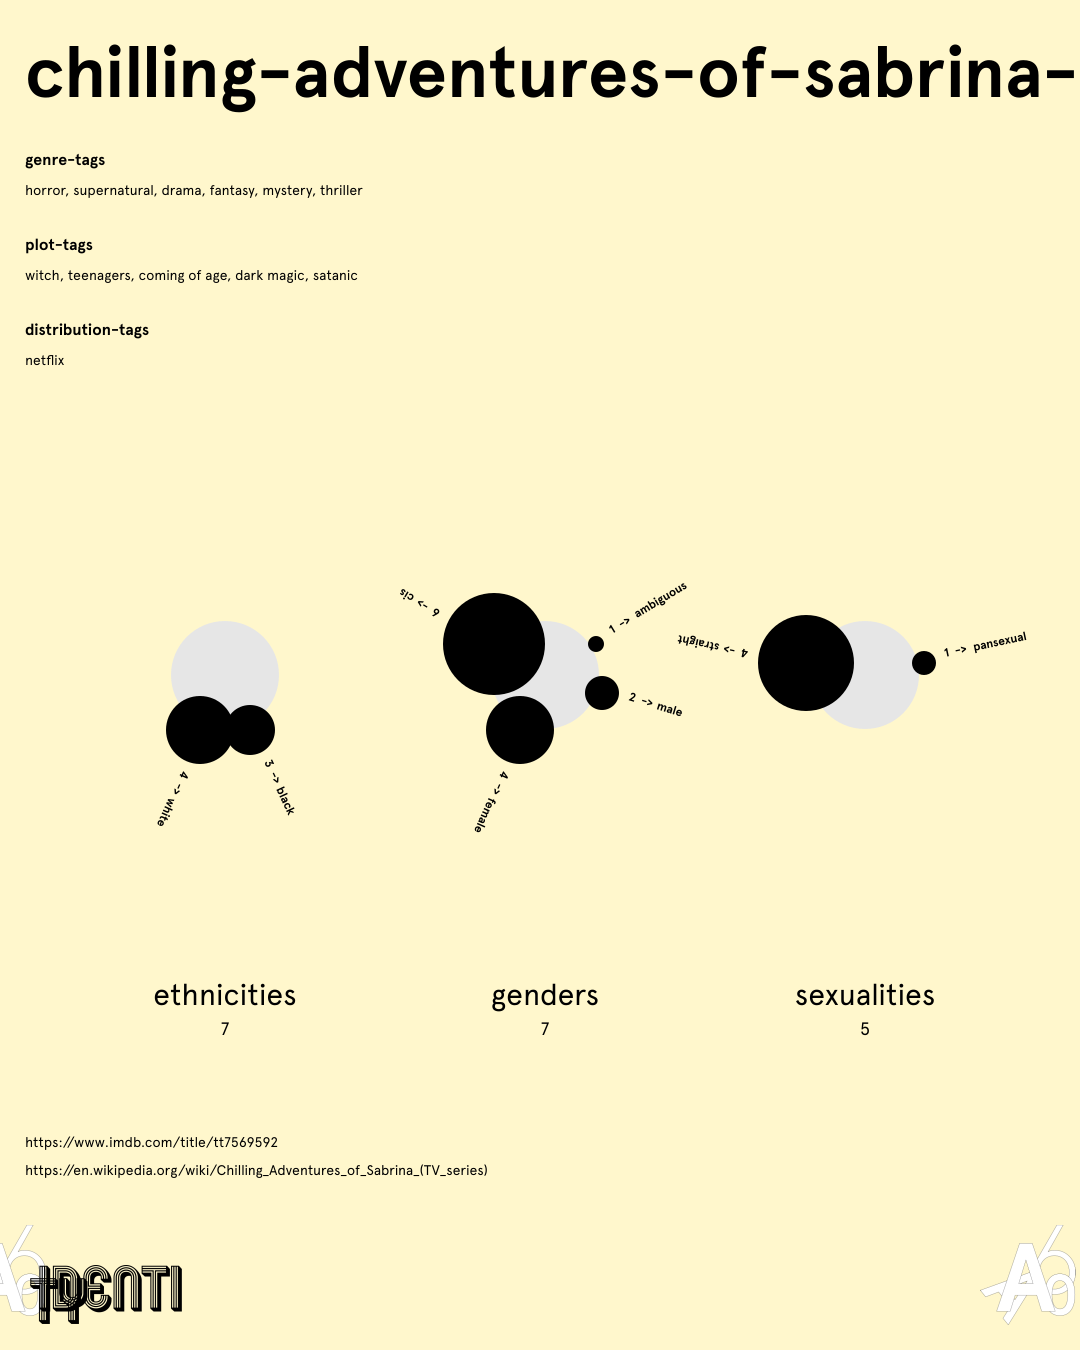 chilling-adventures-of-sabrina-
genre-tags
horror, supernatural, drama, fantasy, mystery, thriller
plot-tags
witch, teenagers, coming of age, dark magic, satanic
distribution-tags
netflix
6 -> cis
1 -> ambiguous
4 -> straight
1 -> pansexual
2 -> male
4 -> white
3 -> black
4 -> female
ethnicities
7
genders
7
sexualities
5
https://www.imdb.com/title/tt7569592
https://en.wikipedia.org/wiki/Chilling_Adventures_of_Sabrina_(TV_series)
IDENTI